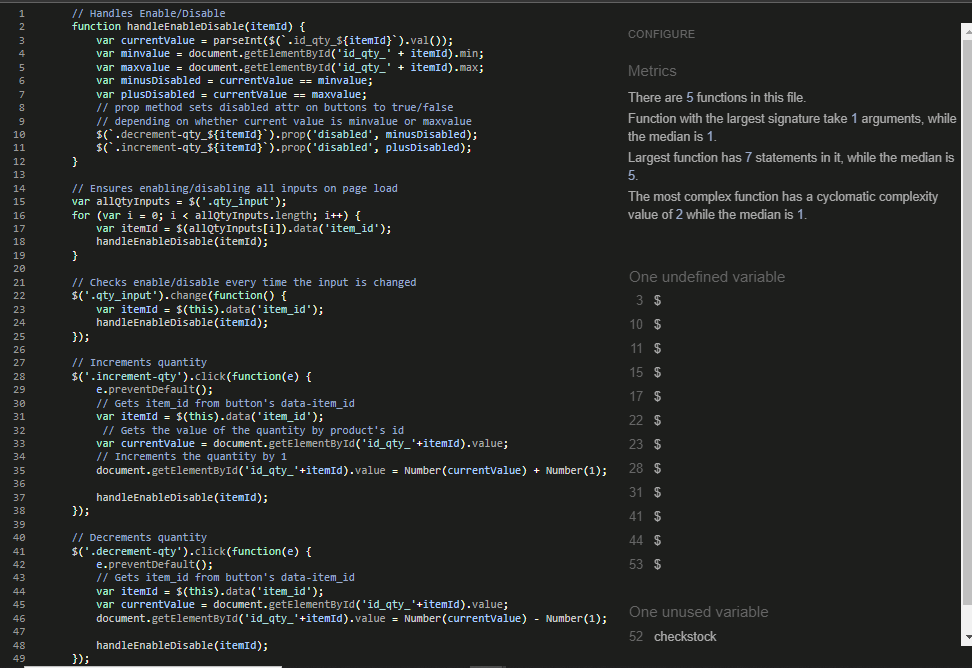 1 // Handles Enable/Disable
2 function handleEnableDisable(itemId) {
3 var currentValue = parseInt($(`.id_qty_${itemId}`).val());
4 var minvalue = document.getElementById('id_qty_' + itemId).min;
5 var maxvalue = document.getElementById('id_qty_' + itemId).max;
6 var minusDisabled = currentValue == minvalue;
7 var plusDisabled = currentValue == maxvalue;
8 // prop method sets disabled attr on buttons to true/false
9 // depending on whether current value is minvalue or maxvalue
10 $(`.decrement-qty_${itemId}`).prop('disabled', minusDisabled);
11 $(`.increment-qty_${itemId}`).prop('disabled', plusDisabled);
12 }
13
14 // Ensures enabling/disabling all inputs on page load
15 var allQtyInputs = $('.qty_input');
16 for (var i = 0; i < allQtyInputs.length; i++) {
17 var itemId = $(allQtyInputs[i]).data('item_id');
18 handleEnableDisable(itemId);
19 }
20
21 // Checks enable/disable every time the input is changed
22 $('.qty_input').change(function() {
23 var itemId = $(this).data('item_id');
24 handleEnableDisable(itemId);
25 });
26
27 // Increments quantity
28 $('.increment-qty').click(function(e) {
29 e.preventDefault();
30 // Gets item_id from button's data-item_id
31 var itemId = $(this).data('item_id');
32 // Gets the value of the quantity by product's id
33 var currentValue = document.getElementById('id_qty_'+itemId).value;
34 // Increments the quantity by 1
35 document.getElementById('id_qty_'+itemId).value = Number(currentValue) + Number(1);
36
37 handleEnableDisable(itemId);
38 });
39
40 // Decrements quantity
41 $('.decrement-qty').click(function(e) {
42 e.preventDefault();
43 // Gets item_id from button's data-item_id
44 var itemId = $(this).data('item_id');
45 var currentValue = document.getElementById('id_qty_'+itemId).value;
46 document.getElementById('id_qty_'+itemId).value = Number(currentValue) - Number(1);
47
48 handleEnableDisable(itemId);
49 });
CONFIGURE
Metrics
There are 5 functions in this file.
Function with the largest signature take 1 arguments, while
the median is 1.
Largest function has 7 statements in it, while the median is
5.
The most complex function has a cyclomatic complexity
value of 2 while the median is 1.
One undefined variable
3 $
10 $
11 $
15 $
17 $
22 $
23 $
28 $
31 $
41 $
44 $
53 $
One unused variable
52 checkstock